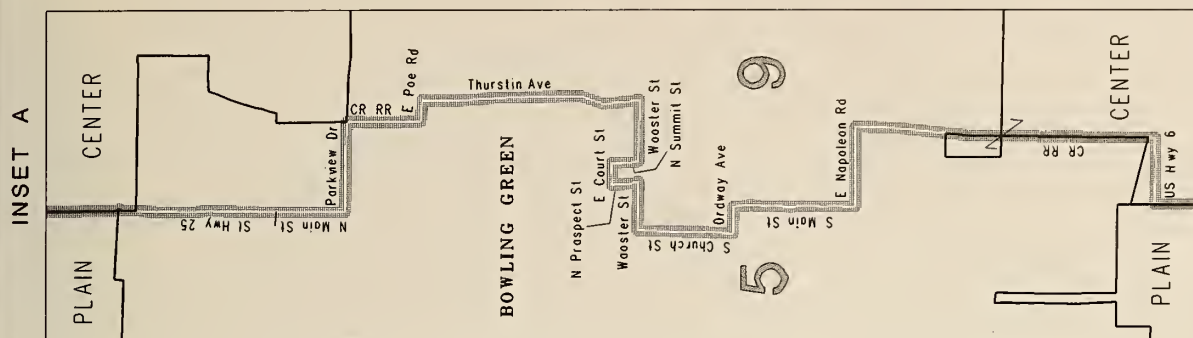 INSET A
CENTER
PLAIN
St Hwy 25
N Main St
Parkview Dr
CR RR
E Poe Rd
Thurstin Ave
BOWLING GREEN
N Prospect St
E Court St
Wooster St
Wooster St
N Summit St
S Church St
Ordway Ave
S Main St
E Napoleon Rd
9
5
CR RR
CENTER
US Hwy 6
PLAIN